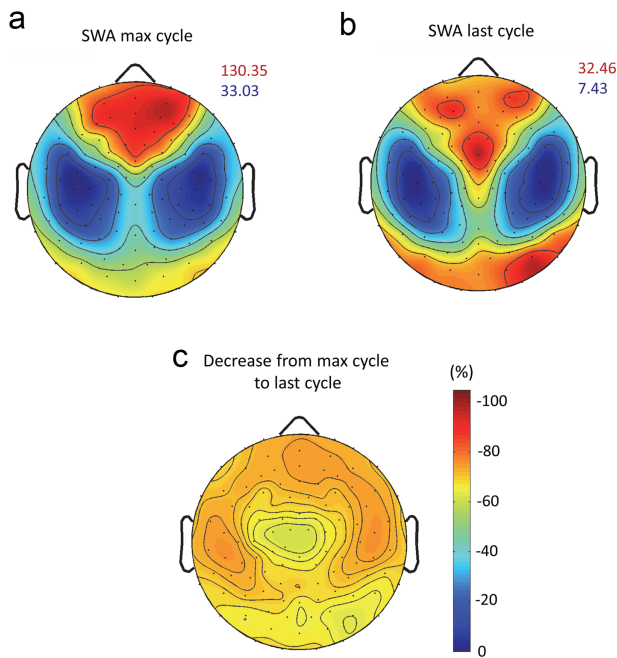 a
SWA max cycle
130.35
33.03
b
SWA last cycle
32.46
7.43
c
Decrease from max cycle
to last cycle
(%)
-100
-80
-60
-40
-20
0